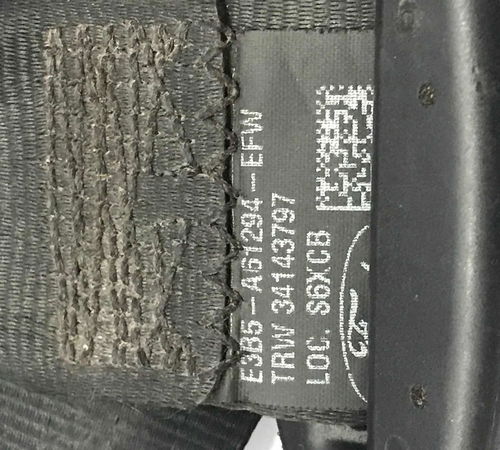 E3B5-A61294-EFW
TRW 34143797
LOC. S6XCB